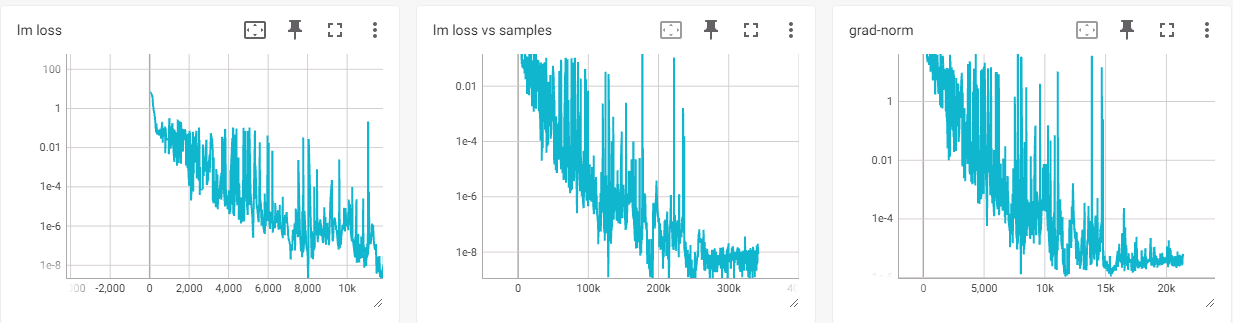 lm loss
100
1
0.01
1e-4
1e-6
1e-8
-2,000
0
2,000
4,000
6,000
8,000
10k
lm loss vs samples
0.01
1e-4
1e-6
1e-8
0
100k
200k
300k
grad-norm
1
0.01
1e-4
0
5,000
10k
15k
20k